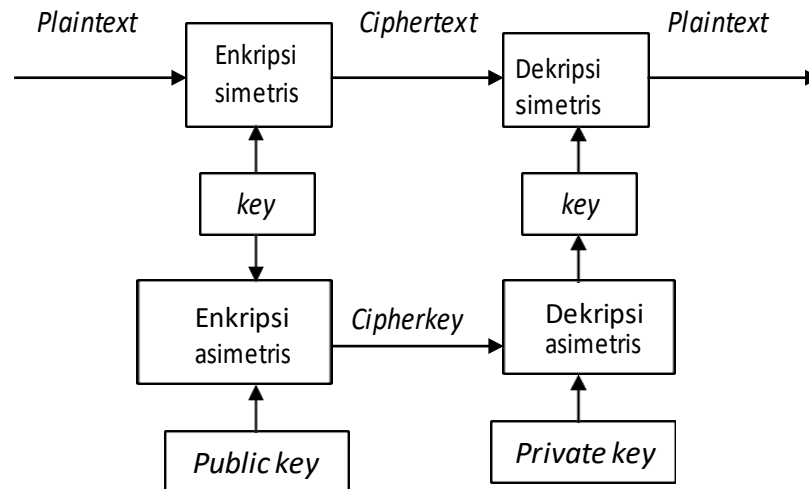 Plaintext
Ciphertext
Plaintext
Enkripsi
simetris
Dekripsi
simetris
key
key
Enkripsi
asimetris
Cipherkey
Dekripsi
asimetris
Public key
Private key